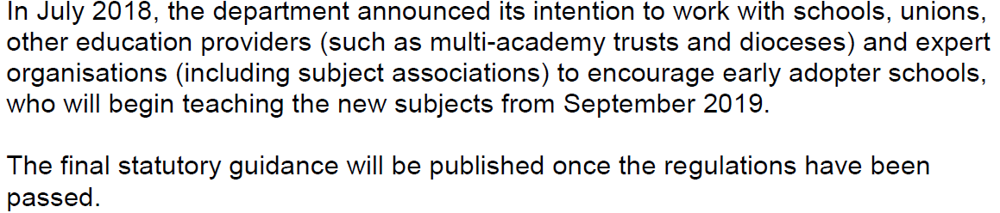 In July 2018, the department announced its intention to work with schools, unions,
other education providers (such as multi-academy trusts and dioceses) and expert
organisations (including subject associations) to encourage early adopter schools,
who will begin teaching the new subjects from September 2019.
The final statutory guidance will be published once the regulations have been
passed.